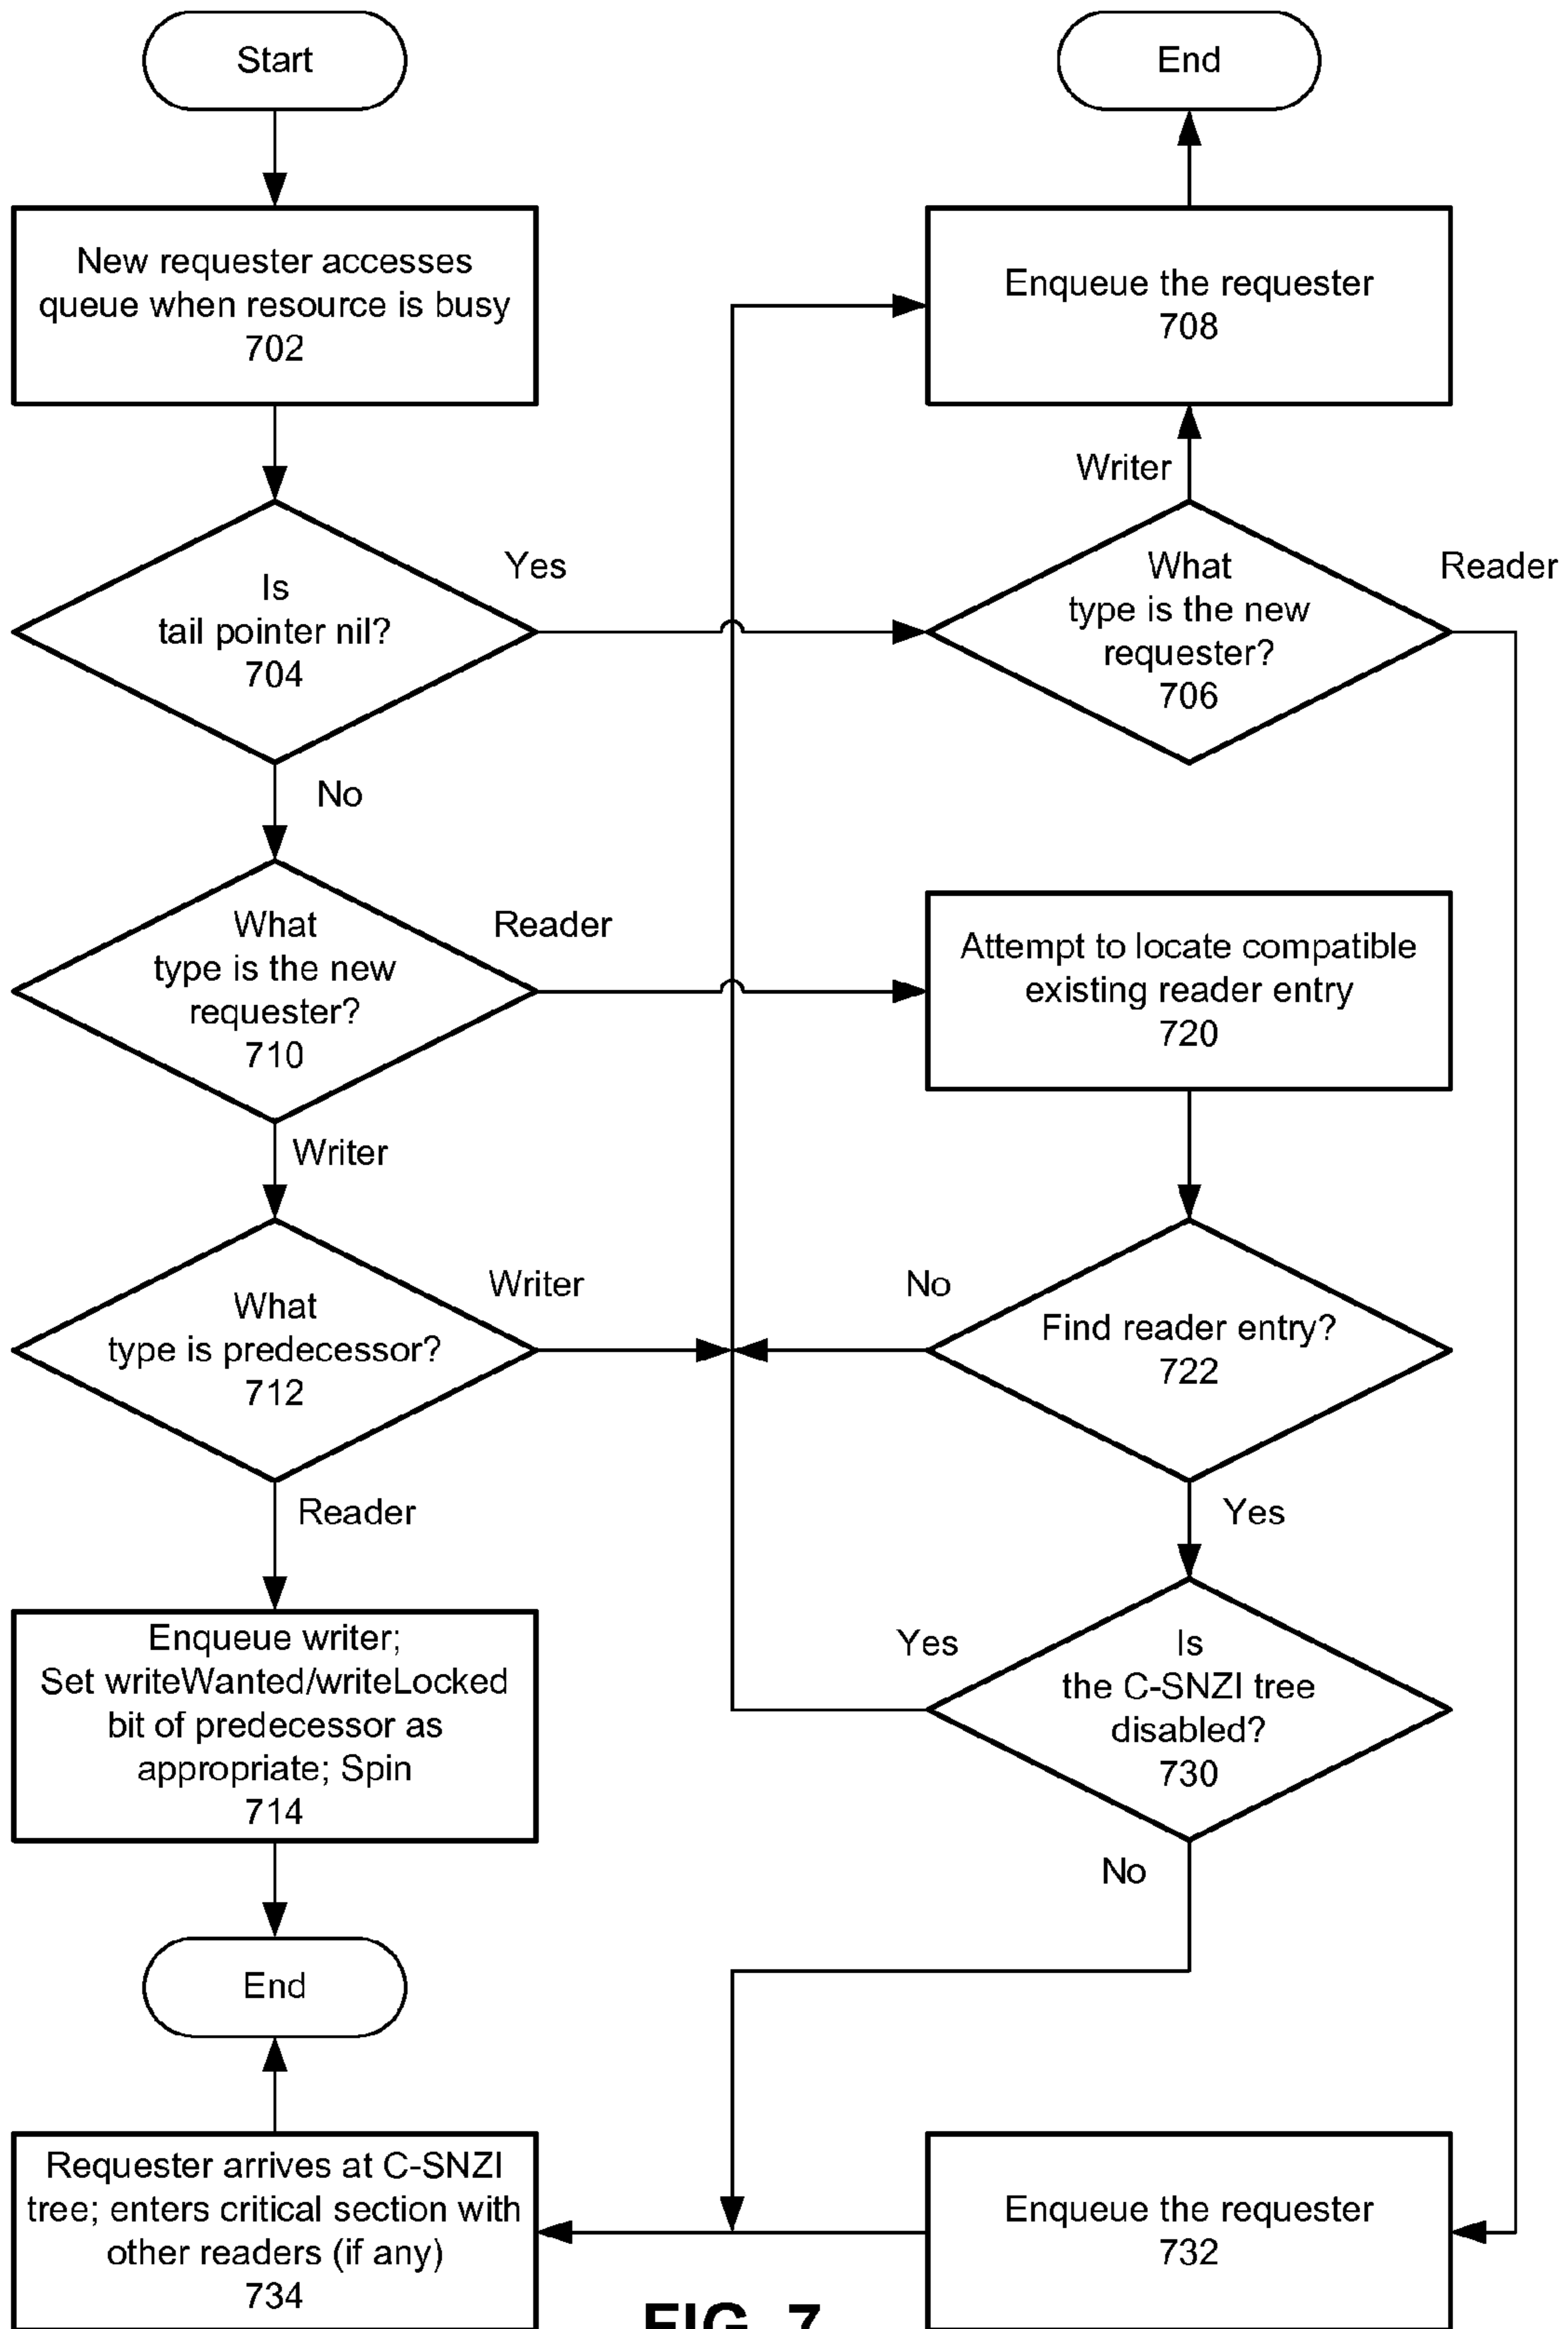 Start
End
New requester accesses
queue when resource is busy
702
Enqueue the requester
708
Writer
Yes
Is
tail pointer nil?
704
What
type is the new
requester?
706
Reader
No
What
type is the new
requester?
710
Reader
Attempt to locate compatible
existing reader entry
720
Writer
What
type is predecessor?
712
Writer
No
Find reader entry?
722
Reader
Yes
Enqueue writer;
Set writeWanted/writeLocked
bit of predecessor as
appropriate; Spin
714
Yes
Is
the C-SNZI tree
disabled?
730
No
End
Requester arrives at C-SNZI
tree; enters critical section with
other readers (if any)
734
Enqueue the requester
732
FIG. 7